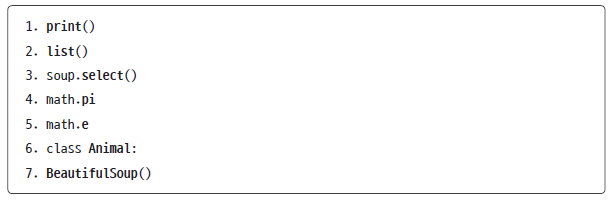 1. print()
2. list()
3. soup.select()
4. math.pi
5. math.e
6. class Animal:
7. BeautifulSoup()